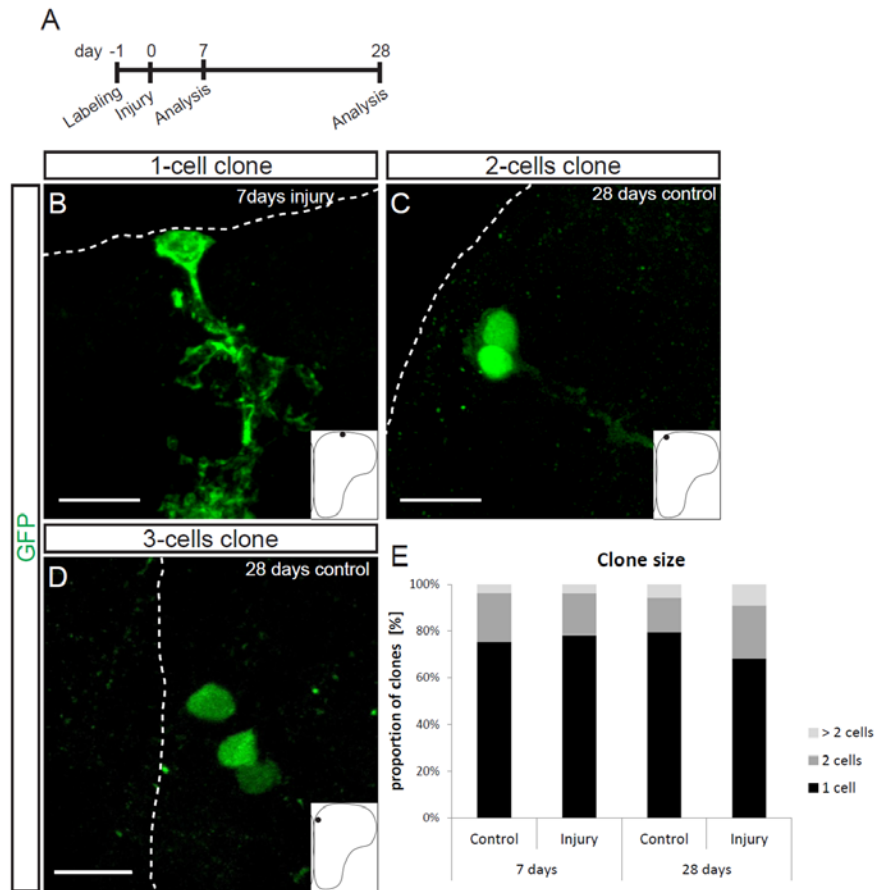 A
day -1 0 7 28
Labeling Injury Analysis Analysis
1-cell clone
2-cells clone
GFP
B
7days injury
C
28 days control
3-cells clone
D
28 days control
E
Clone size
proportion of clones [%]
100%
80%
60%
40%
20%
0%
> 2 cells
2 cells
1 cell
Control Injury Control Injury
7 days 28 days